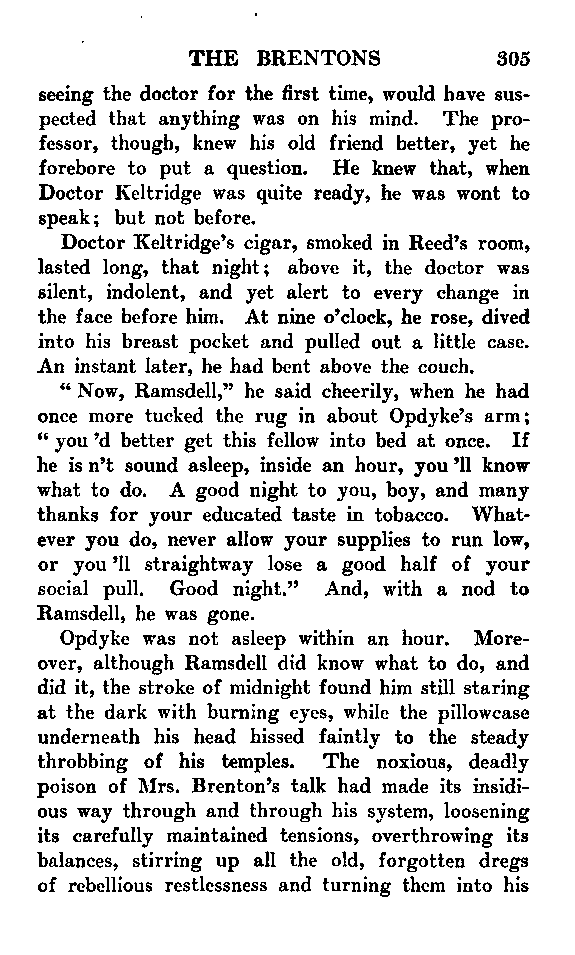 THE BRENTONS 305
seeing the doctor for the first time, would have sus-
pected that anything was on his mind. The pro-
fessor, though, knew his old friend better, yet he
forebore to put a question. He knew that, when
Doctor Keltridge was quite ready, he was wont to
speak; but not before.
Doctor Keltridge's cigar, smoked in Reed's room,
lasted long, that night; above it, the doctor was
silent, indolent, and yet alert to every change in
the face before him. At nine o'clock, he rose, dived
into his breast pocket and pulled out a little case.
An instant later, he had bent above the couch.
" Now, Ramsdell," he said cheerily, when he had
once more tucked the rug in about Opdyke's arm;
" you 'd better get this fellow into bed at once. If
he is n't sound asleep, inside an hour, you 'll know
what to do. A good night to you, boy, and many
thanks for your educated taste in tobacco. What-
ever you do, never allow your supplies to run low,
or you 'll straightway lose a good half of your
social pull. Good night." And, with a nod to
Ramsdell, he was gone.
Opdyke was not asleep within an hour. More-
over, although Ramsdell did know what to do, and
did it, the stroke of midnight found him still staring
at the dark with burning eyes, while the pillowcase
underneath his head hissed faintly to the steady
throbbing of his temples. The noxious, deadly
poison of Mrs. Brenton's talk had made its insidi-
ous way through and through his system, loosening
its carefully maintained tensions, overthrowing its
balances, stirring up all the old, forgotten dregs
of rebellious restlessness and turning them into his